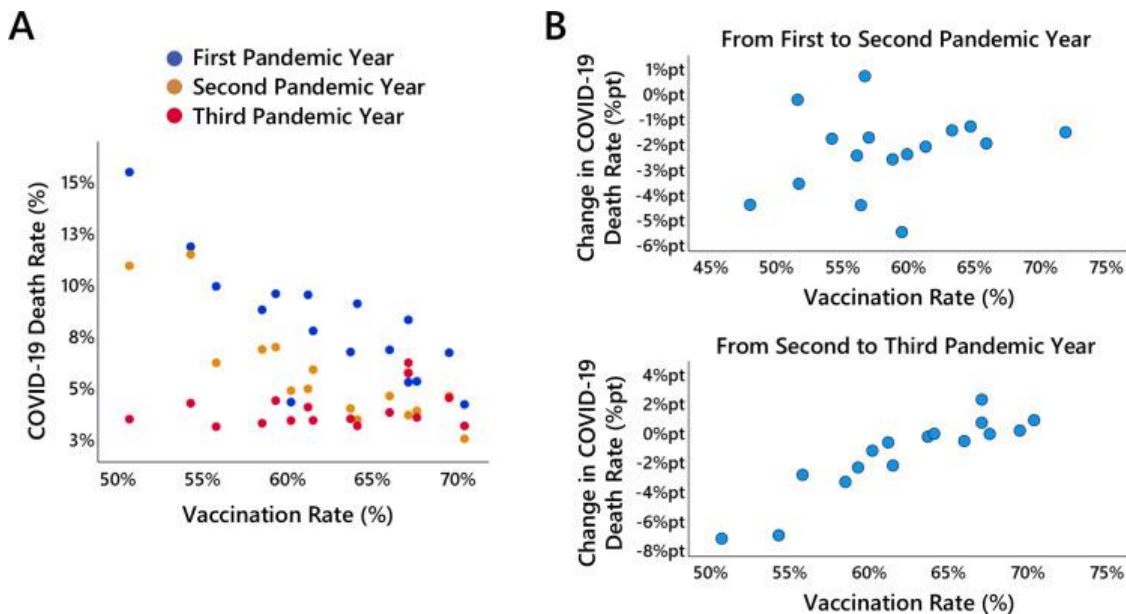 A
First Pandemic Year
Second Pandemic Year
Third Pandemic Year
COVID-19 Death Rate (%)
15%
13%
10%
8%
5%
3%
50% 55% 60% 65% 70%
Vaccination Rate (%)
B
From First to Second Pandemic Year
Change in COVID-19
Death Rate (%pt)
1%pt
0%pt
-1%pt
-2%pt
-3%pt
-4%pt
-5%pt
-6%pt
45% 50% 55% 60% 65% 70% 75%
Vaccination Rate (%)
From Second to Third Pandemic Year
Change in COVID-19
Death Rate (%pt)
4%pt
2%pt
0%pt
-2%pt
-4%pt
-6%pt
-8%pt
50% 55% 60% 65% 70% 75%
Vaccination Rate (%)